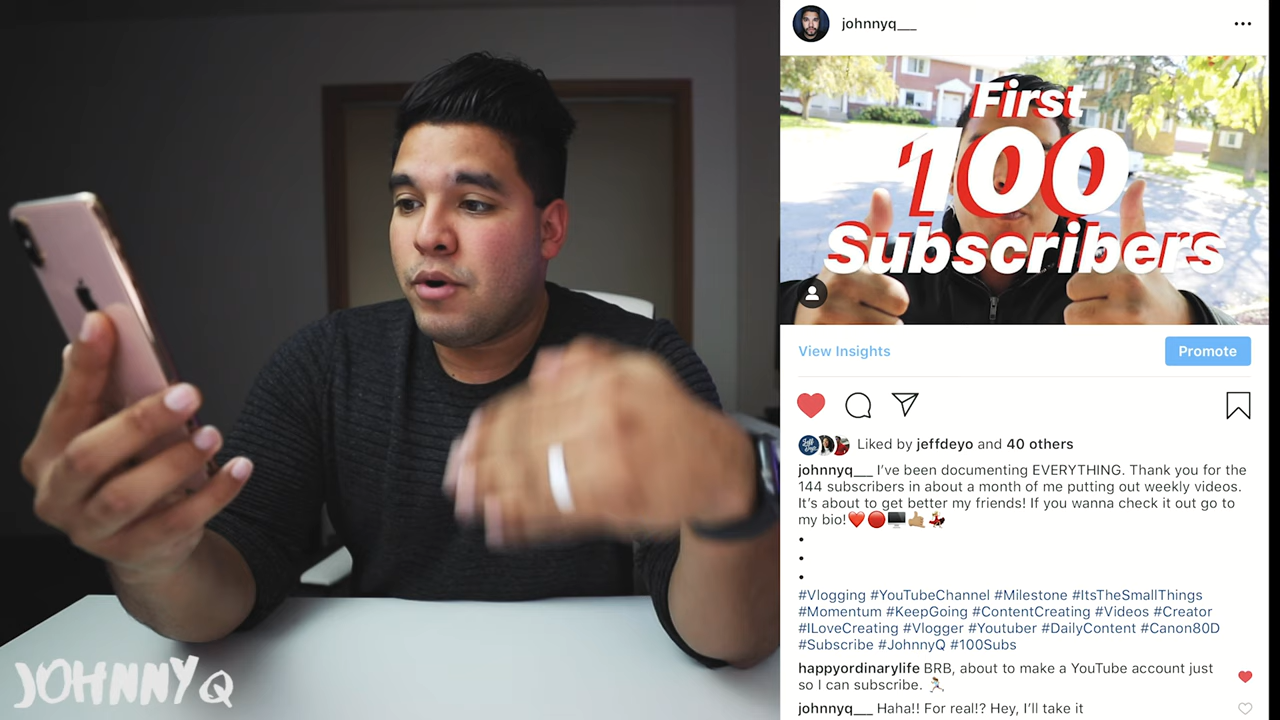 JOHNNY Q
johnnyq___
First
100
Subscribers
View Insights
Promote
Liked by jeffdeyo and 40 others
johnnyq___ I've been documenting EVERYTHING. Thank you for the
144 subscribers in about a month of me putting out weekly videos.
It's about to get better my friends! If you wanna check it out go to
my bio!❤️🔴🖥️🤙🏼💃🏻
•
•
•
#Vlogging #YouTubeChannel #Milestone #ItsTheSmallThings
#Momentum #KeepGoing #ContentCreating #Videos #Creator
#ILoveCreating #Vlogger #Youtuber #DailyContent #Canon80D
#Subscribe #JohnnyQ #100Subs
happyordinarylife BRB, about to make a YouTube account just
so I can subscribe. 🏃🏻‍♀️
johnnyq___ Haha!! For real!? Hey, I'll take it